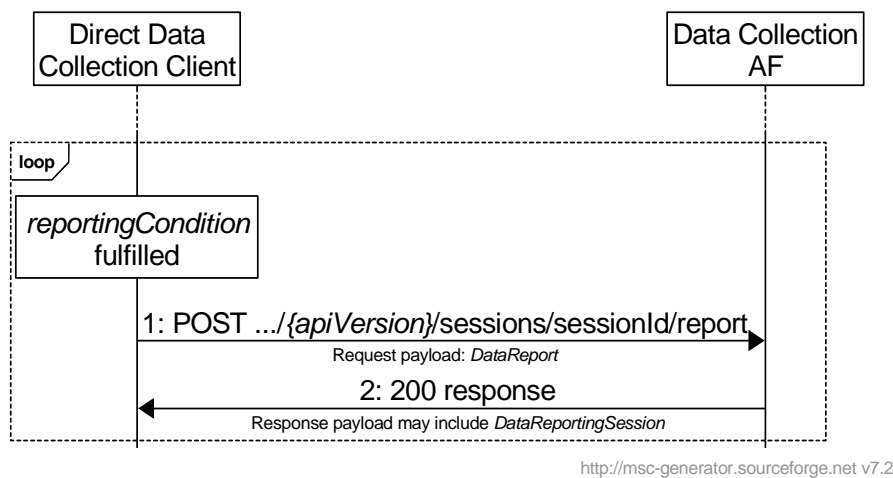 Direct Data
Collection Client
Data Collection
AF
loop
reportingCondition
fulfilled
1: POST .../{apiVersion}/sessions/sessionId/report
Request payload: DataReport
2: 200 response
Response payload may include DataReportingSession
http://msc-generator.sourceforge.net v7.2